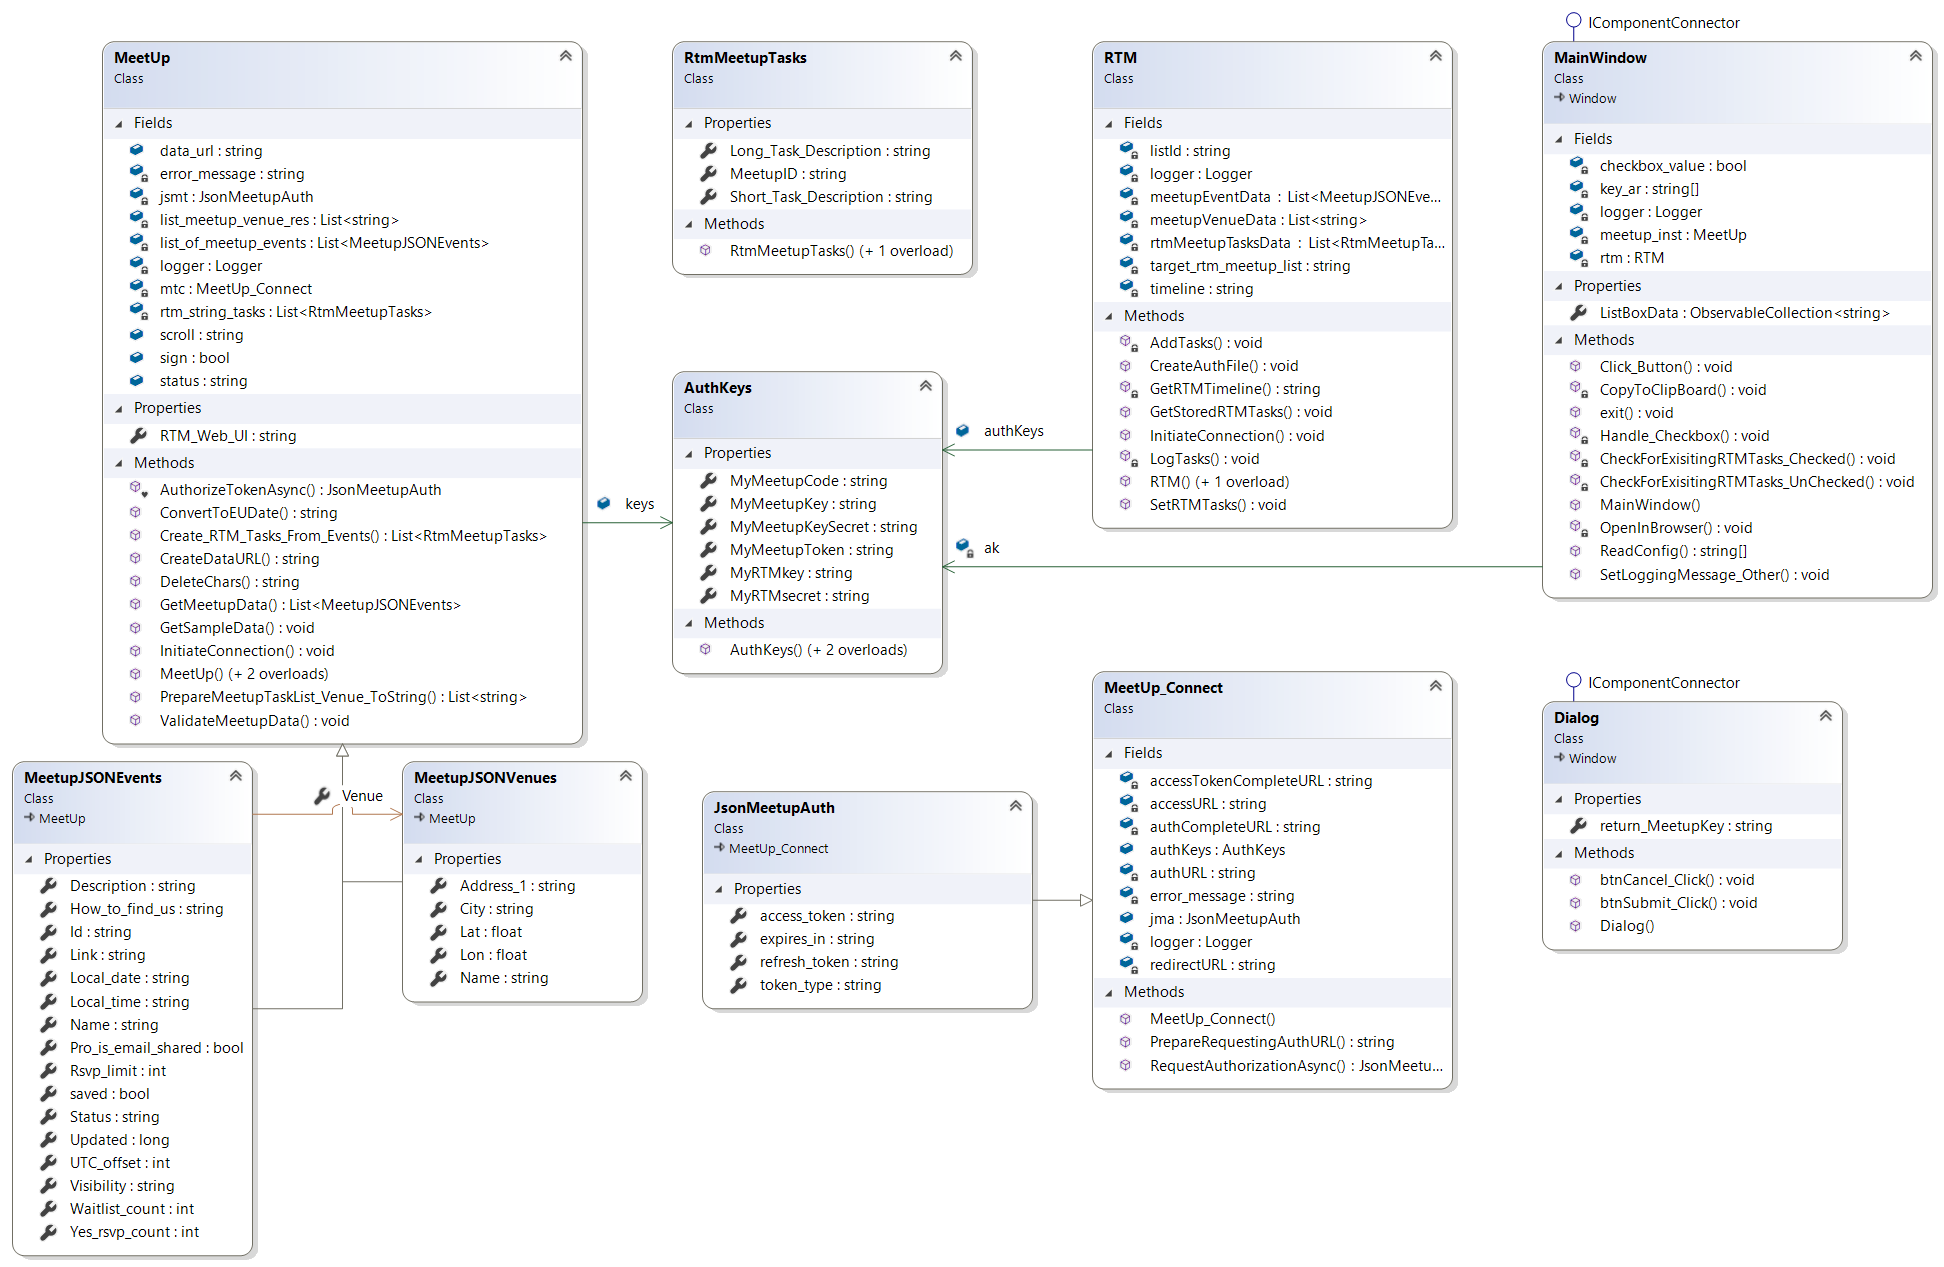 MeetUp
Class
Fields
data_url : string
error_message : string
jsmt : JsonMeetupAuth
list_meetup_venue_res : List<string>
list_of_meetup_events : List<MeetupJSONEvents>
logger : Logger
mtc : MeetUp_Connect
rtm_string_tasks : List<RtmMeetupTasks>
scroll : string
sign : bool
status : string
Properties
RTM_Web_UI : string
Methods
AuthorizeTokenAsync() : JsonMeetupAuth
ConvertToEUDate() : string
Create_RTM_Tasks_From_Events() : List<RtmMeetupTasks>
CreateDataURL() : string
DeleteChars() : string
GetMeetupData() : List<MeetupJSONEvents>
GetSampleData() : void
InitiateConnection() : void
MeetUp() (+ 2 overloads)
PrepareMeetupTaskList_Venue_ToString() : List<string>
ValidateMeetupData() : void
keys
RtmMeetupTasks
Class
Properties
Long_Task_Description : string
MeetupID : string
Short_Task_Description : string
Methods
RtmMeetupTasks() (+ 1 overload)
AuthKeys
Class
Properties
MyMeetupCode : string
MyMeetupKey : string
MyMeetupKeySecret : string
MyMeetupToken : string
MyRTMkey : string
MyRTMsecret : string
Methods
AuthKeys() (+ 2 overloads)
authKeys
ak
RTM
Class
Fields
listId : string
logger : Logger
meetupEventData : List<MeetupJSONEve...
meetupVenueData : List<string>
rtmMeetupTasksData : List<RtmMeetupTa...
target_rtm_meetup_list : string
timeline : string
Methods
AddTasks() : void
CreateAuthFile() : void
GetRTMTimeline() : string
GetStoredRTMTasks() : void
InitiateConnection() : void
LogTasks() : void
RTM() (+ 1 overload)
SetRTMTasks() : void
IComponentConnector
MainWindow
Class
Window
Fields
checkbox_value : bool
key_ar : string[]
logger : Logger
meetup_inst : MeetUp
rtm : RTM
Properties
ListBoxData : ObservableCollection<string>
Methods
Click_Button() : void
CopyToClipBoard() : void
exit() : void
Handle_Checkbox() : void
CheckForExisitingRTMTasks_Checked() : void
CheckForExisitingRTMTasks_UnChecked() : void
MainWindow()
OpenInBrowser() : void
ReadConfig() : string[]
SetLoggingMessage_Other() : void
MeetupJSONEvents
Class
MeetUp
Properties
Description : string
How_to_find_us : string
Id : string
Link : string
Local_date : string
Local_time : string
Name : string
Pro_is_email_shared : bool
Rsvp_limit : int
saved : bool
Status : string
Updated : long
UTC_offset : int
Visibility : string
Waitlist_count : int
Yes_rsvp_count : int
Venue
MeetupJSONVenues
Class
MeetUp
Properties
Address_1 : string
City : string
Lat : float
Lon : float
Name : string
JsonMeetupAuth
Class
MeetUp_Connect
Properties
access_token : string
expires_in : string
refresh_token : string
token_type : string
MeetUp_Connect
Class
Fields
accessTokenCompleteURL : string
accessURL : string
authCompleteURL : string
authKeys : AuthKeys
authURL : string
error_message : string
jma : JsonMeetupAuth
logger : Logger
redirectURL : string
Methods
MeetUp_Connect()
PrepareRequestingAuthURL() : string
RequestAuthorizationAsync() : JsonMeetu...
IComponentConnector
Dialog
Class
Window
Properties
return_MeetupKey : string
Methods
btnCancel_Click() : void
btnSubmit_Click() : void
Dialog()